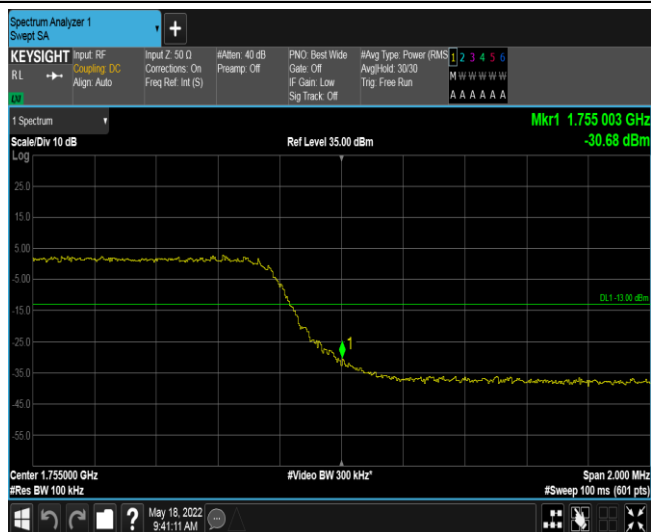 Spectrum Analyzer 1
Swept SA
KEYSIGHT
RL
Input: RF
Coupling: DC
Align: Auto
Input Z: 50 Ω
Corrections: On
Freq Ref: Int (S)
#Atten: 40 dB
Preamp: Off
PNO: Best Wide
Gate: Off
IF Gain: Low
Sig Track: Off
#Avg Type: Power (RMS
Avg|Hold: 30/30
Trig: Free Run
1 2 3 4 5 6
M W W W W W
A A A A A A
1 Spectrum
Mkr1 1.755 003 GHz
Scale/Div 10 dB
Ref Level 35.00 dBm
-30.68 dBm
Log
25.0
15.0
5.00
-5.00
DL1 -13.00 dBm
-15.0
-25.0
1
-35.0
-45.0
-55.0
Center 1.755000 GHz
#Video BW 300 kHz*
Span 2.000 MHz
#Res BW 100 kHz
#Sweep 100 ms (601 pts)
May 18, 2022
9:41:11 AM